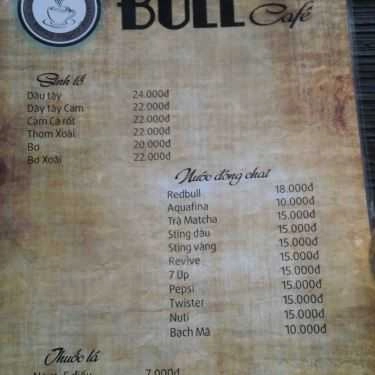 BULL
Café
Sinh tố
Dâu tây 24.000đ
Dây tây Cam 22.000đ
Cam Cà rốt 22.000đ
Thơm Xoài 22.000đ
Bơ 20.000đ
Bơ Xoài 22.000đ
Nước đóng chai
Redbull 18.000đ
Aquafina 10.000đ
Trà Matcha 15.000đ
Sting dâu 15.000đ
Sting vàng 15.000đ
Revive 15.000đ
7 Up 15.000đ
Pepsi 15.000đ
Twister 15.000đ
Nuti 15.000đ
Bạch Mã 10.000đ
Thuốc lá
7.000đ